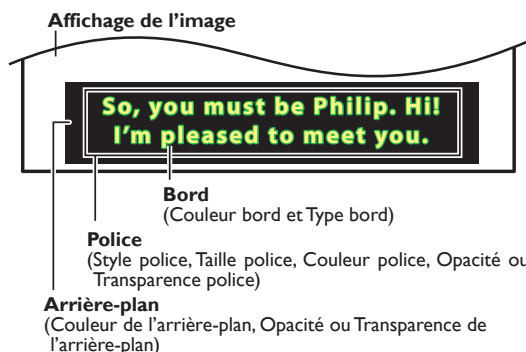 Affichage de l’image
So, you must be Philip. Hi!
I’m pleased to meet you.
Bord
(Couleur bord et Type bord)
Police
(Style police, Taille police, Couleur police, Opacité ou
Transparence police)
Arrière-plan
(Couleur de l’arrière-plan, Opacité ou Transparence de
l’arrière-plan)